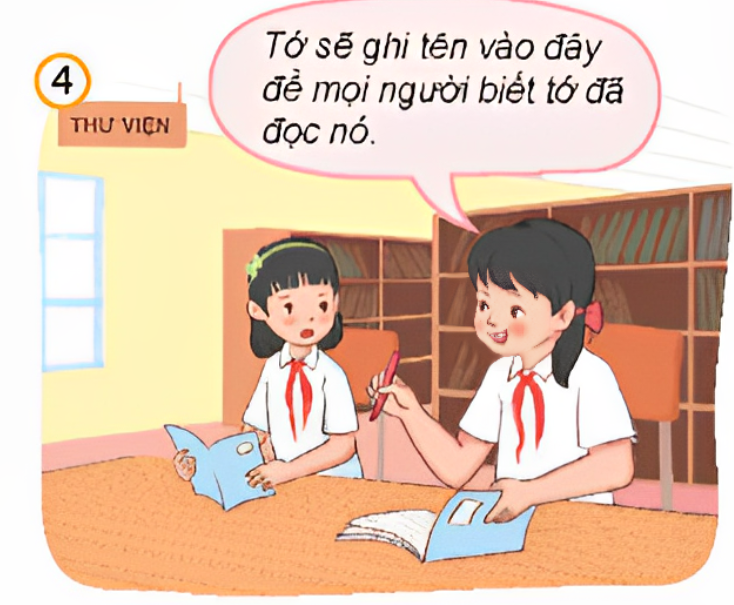 4
THƯ VIỆN
Tớ sẽ ghi tên vào đây
để mọi người biết tớ đã
đọc nó.